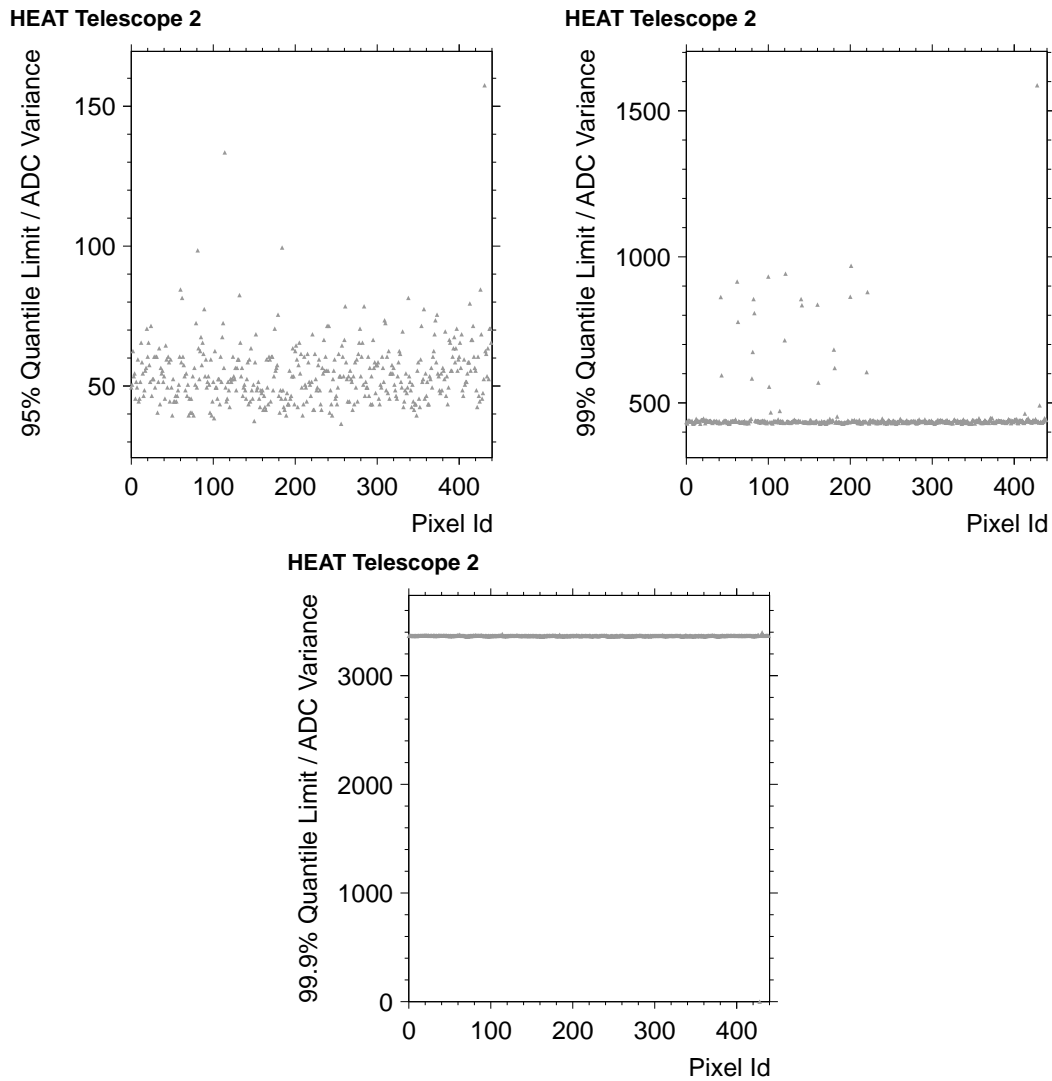 HEAT Telescope 2
95% Quantile Limit / ADC Variance
150
100
50
0 100 200 300 400
Pixel Id
HEAT Telescope 2
99% Quantile Limit / ADC Variance
1500
1000
500
0 100 200 300 400
Pixel Id
HEAT Telescope 2
99.9% Quantile Limit / ADC Variance
3000
2000
1000
0
0 100 200 300 400
Pixel Id